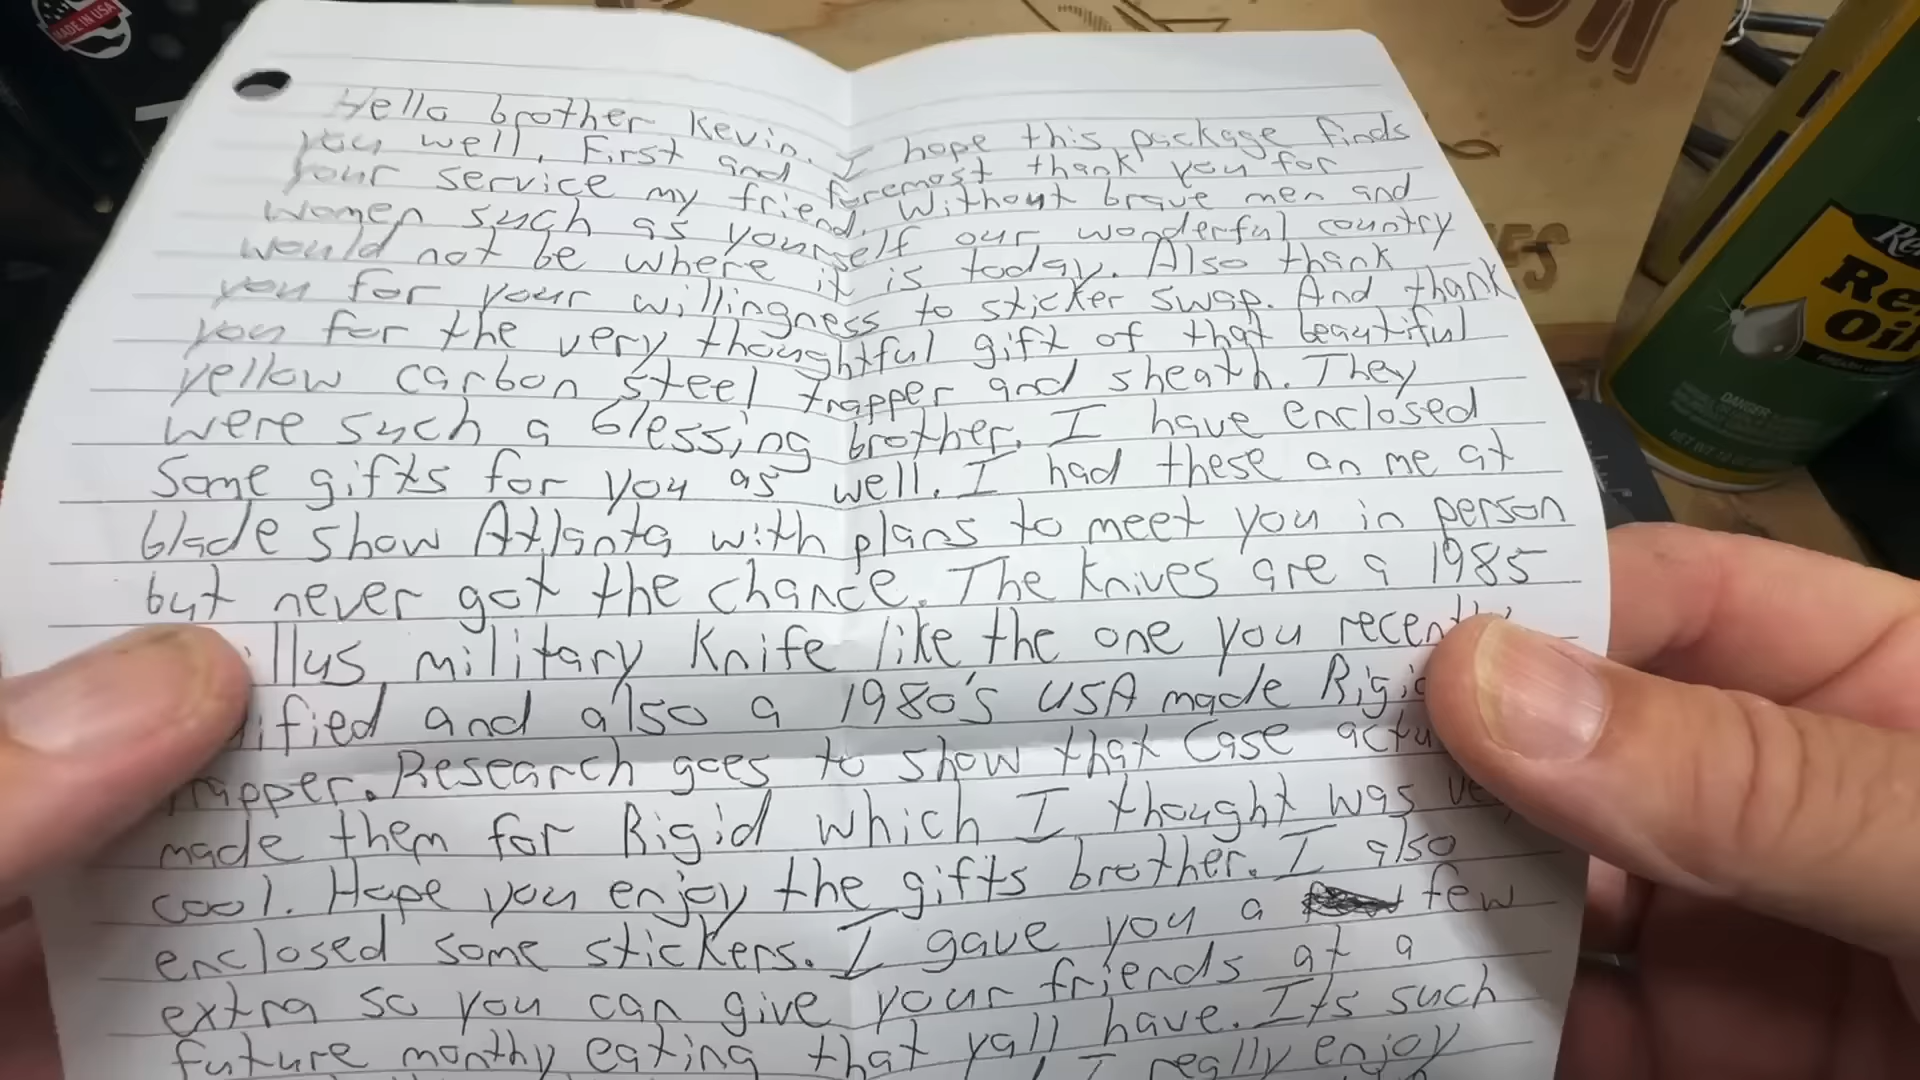 Hello brother Kevin. I hope this package finds
you well. First and foremost thank you for
your service my friend. Without brave men and
women such as yourself our wonderful country
would not be where it is today. Also thank
you for your willingness to sticker swap. And thank
you for the very thoughtful gift of that beautiful
yellow carbon steel trapper and sheath. They
were such a blessing brother. I have enclosed
Some gifts for you as well. I had these on me at
blade show Atlanta with plans to meet you in person
but never got the chance. The knives are a 1985
military Knife like the one you
and also a 1980's USA made
Research goes to show that Case
made them for Rigid which I thought was
cool. Hope you enjoy the gifts brother. I also
enclosed some stickers. I gave you a few
extra so you can give your friends at a
future monthy eating that yall have. Its such
I really enjoy
MADE IN USA
DANGER